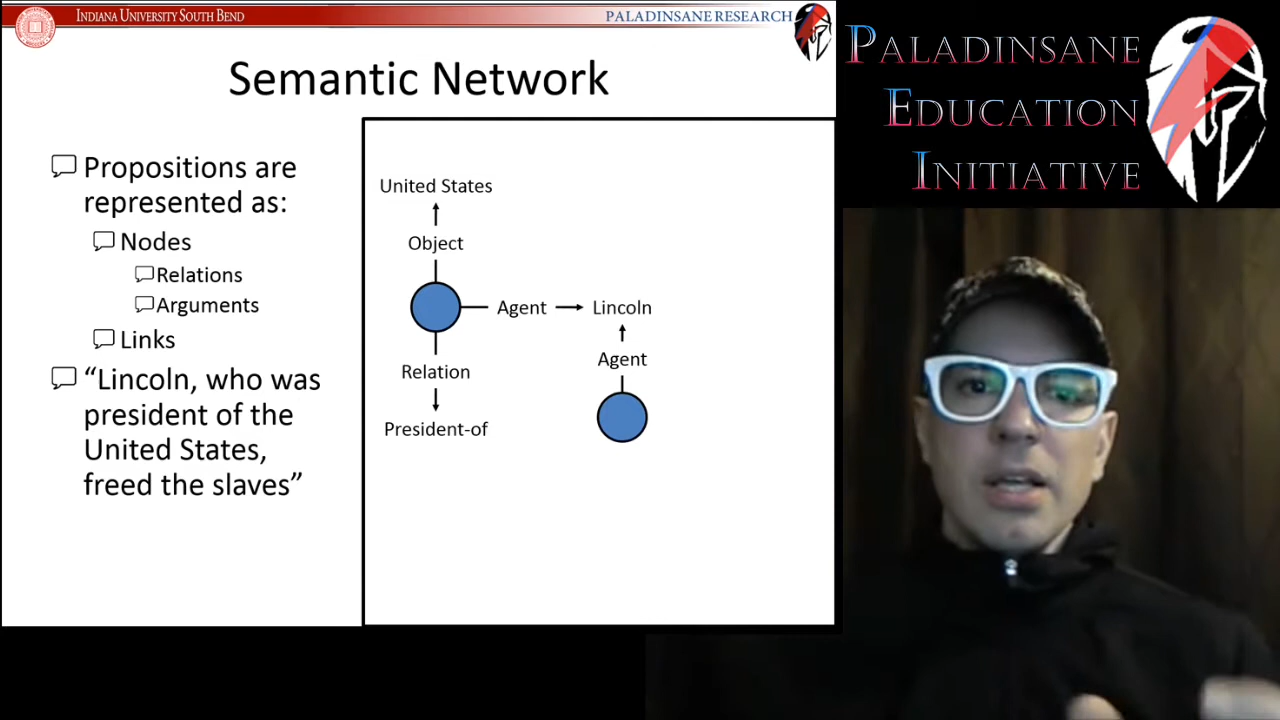 INDIANA UNIVERSITY SOUTH BEND
PALADINSANE RESEARCH
Semantic Network
Propositions are
represented as:
Nodes
Relations
Arguments
Links
“Lincoln, who was
president of the
United States,
freed the slaves”
United States
Object
Agent
Lincoln
Relation
Agent
President-of
PALADINSANE
EDUCATION
INITIATIVE